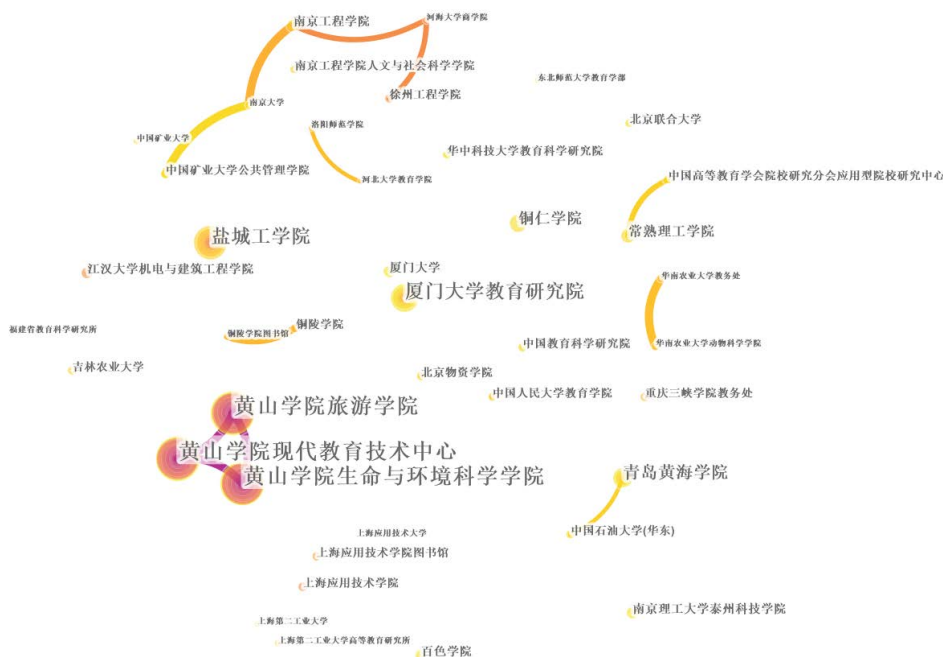 南京工程学院
河海大学商学院
南京工程学院人文与社会科学学院
东北师范大学教育学部
徐州工程学院
南京大学
北京联合大学
洛阳师范学院
中国矿业大学
华中科技大学教育科学研究院
中国矿业大学公共管理学院
河北大学教育学院
中国高等教育学会院校研究分会应用型院校研究中心
铜仁学院
常熟理工学院
盐城工学院
江汉大学机电与建筑工程学院
厦门大学
华南农业大学教务处
厦门大学教育研究院
福建省教育科学研究所
铜陵学院
铜陵学院图书馆
中国教育科学研究院
华南农业大学动物科学学院
吉林农业大学
北京物资学院
中国人民大学教育学院
重庆三峡学院教务处
黄山学院旅游学院
黄山学院现代教育技术中心
黄山学院生命与环境科学学院
青岛黄海学院
上海应用技术大学
中国石油大学(华东)
上海应用技术学院图书馆
上海应用技术学院
南京理工大学泰州科技学院
上海第二工业大学
上海第二工业大学高等教育研究所
百色学院